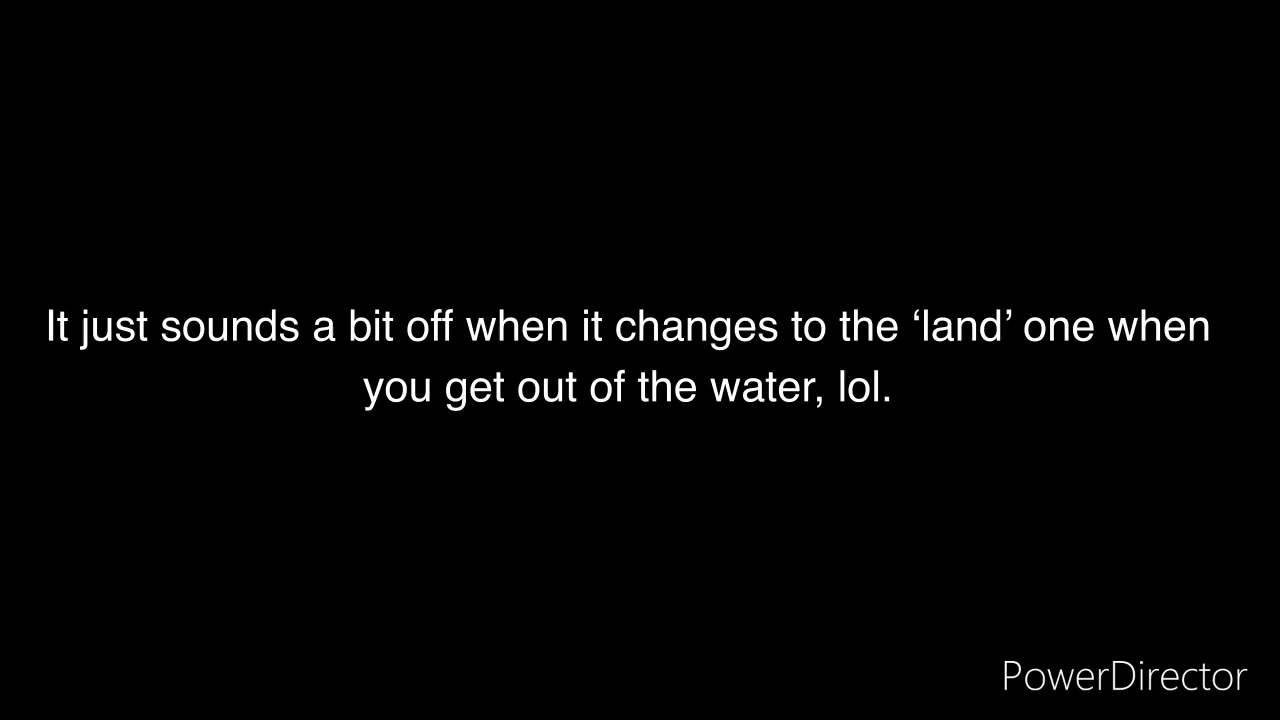 It just sounds a bit off when it changes to the ‘land’ one when
you get out of the water, lol.
PowerDirector